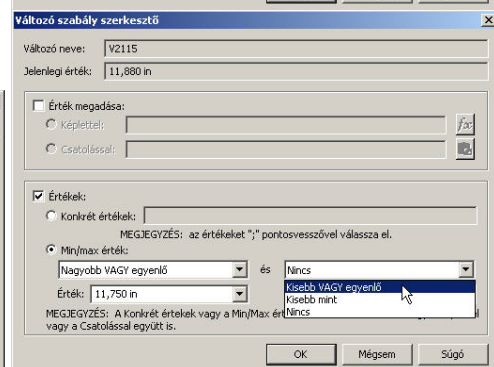 Változó szabály szerkesztő
Változó neve: V2115
Jelenlegi érték: 11,880 in
Érték megadása:
Képlettel:
Csatolással:
Értékek:
Konkrét értékek:
MEGJEGYZÉS: az értékeket ";" pontosvesszővel válassza el.
Min/max érték:
Nagyobb VAGY egyenlő és Nincs
Kisebb VAGY egyenlő
Érték: 11,750 in Kisebb mint
Nincs
MEGJEGYZÉS: A Konkrét értekek vagy a Min/Max
vagy a Csatolással együtt is.
OK Mégsem Súgó